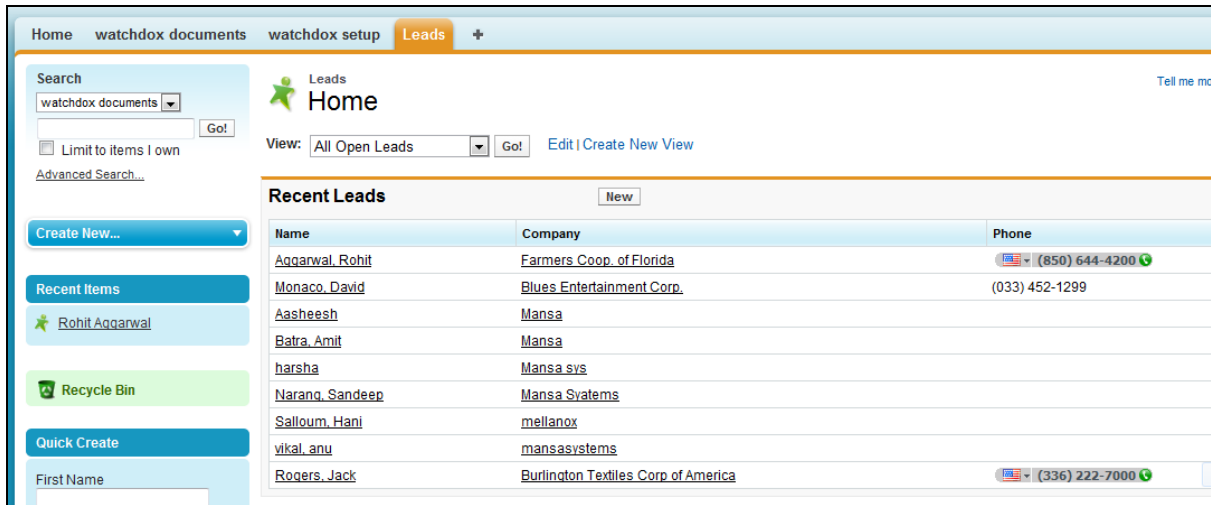 Home watchdox documents watchdox setup Leads +
Search
watchdox documents
Go!
Limit to items I own
Advanced Search...
Create New...
Recent Items
Rohit Aggarwal
Recycle Bin
Quick Create
First Name
Leads
Home
Tell me mo
View: All Open Leads Go! Edit | Create New View
Recent Leads New
Name Company Phone
Aggarwal, Rohit Farmers Coop. of Florida (850) 644-4200
Monaco, David Blues Entertainment Corp. (033) 452-1299
Aasheesh Mansa
Batra, Amit Mansa
harsha Mansa sys
Narang, Sandeep Mansa Syatems
Salloum, Hani mellanox
vikal, anu mansasystems
Rogers, Jack Burlington Textiles Corp of America (336) 222-7000